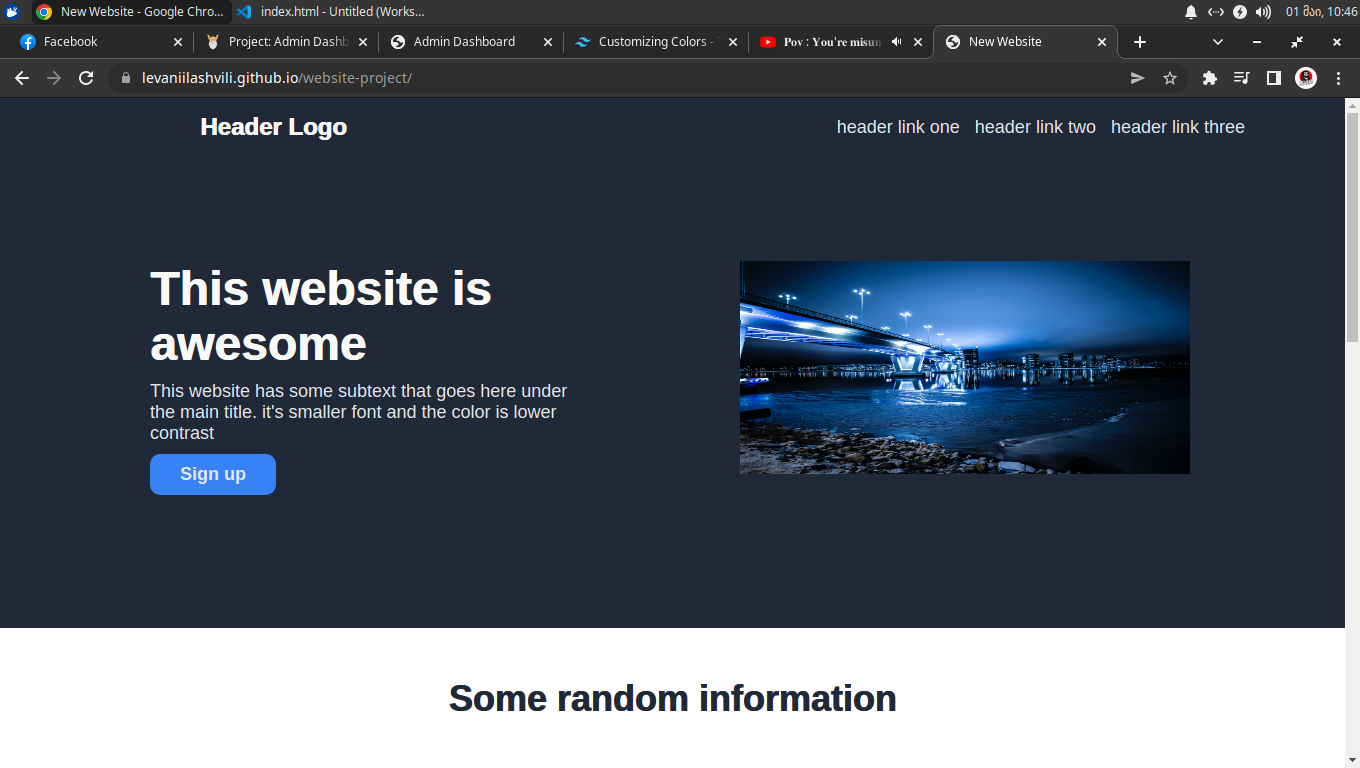 New Website - Google Chro...
index.html - Untitled (Works...
01 მაი, 10:46
Facebook
Project: Admin Dashb
Admin Dashboard
Customizing Colors -
Pov : You're misun
New Website
levaniilashvili.github.io/website-project/
Header Logo
header link one
header link two
header link three
This website is
awesome
This website has some subtext that goes here under
the main title. it's smaller font and the color is lower
contrast
Sign up
Some random information